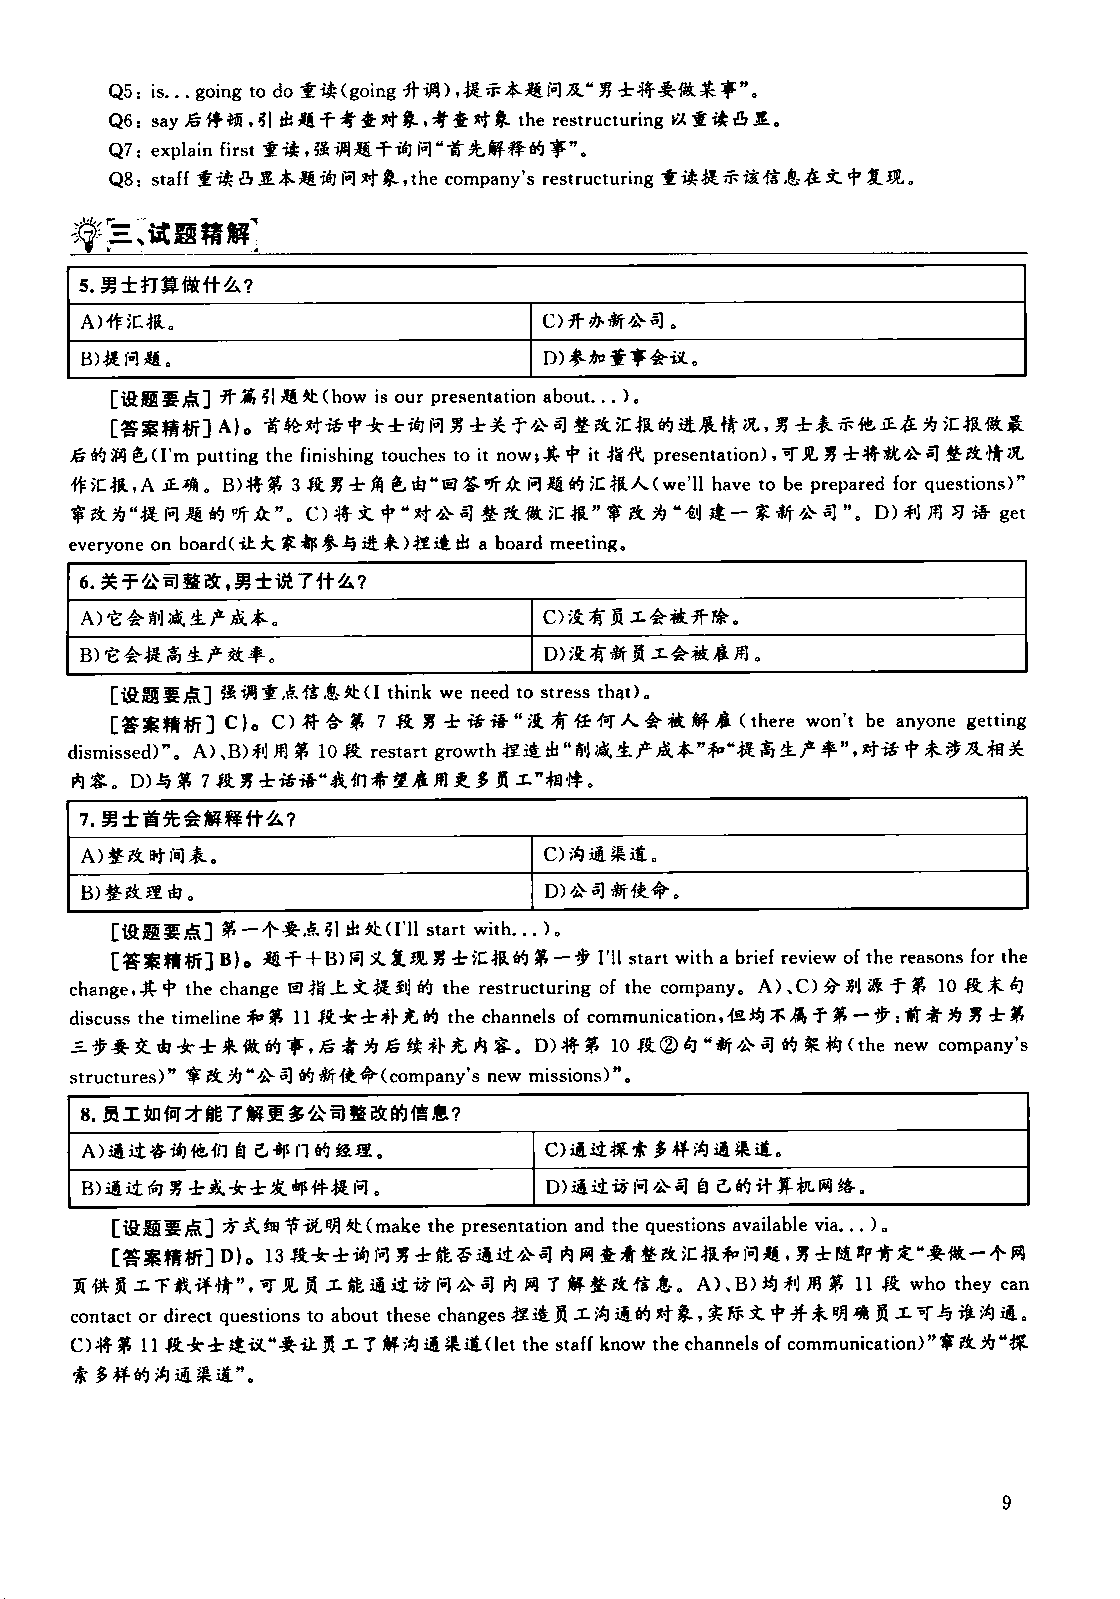 Q5: is... going to do 重读(going 升调),提示本题问及“男士将要做某事”。
Q6: say 后停顿,引出题干考查对象,考查对象 the restructuring 以重读凸显。
Q7: explain first 重读,强调题干询问“首先解释的事”。
Q8: staff 重读凸显本题询问对象,the company's restructuring 重读提示该信息在文中复现。
三、试题精解
5. 男士打算做什么?
A)作汇报。 C)开办新公司。
B)提问题。 D)参加董事会议。
[设题要点] 开篇引题处(how is our presentation about...)。
[答案精析] A)。首轮对话中女士询问男士关于公司整改汇报的进展情况,男士表示他正在为汇报做最
后的润色(I'm putting the finishing touches to it now;其中 it 指代 presentation),可见男士将就公司整改情况
作汇报,A 正确。B)将第 3 段男士角色由“回答听众问题的汇报人(we'll have to be prepared for questions)”
窜改为“提问题的听众”。C)将文中“对公司整改做汇报”窜改为“创建一家新公司”。D)利用习语 get
everyone on board(让大家都参与进来)捏造出 a board meeting。
6. 关于公司整改,男士说了什么?
A)它会削减生产成本。 C)没有员工会被开除。
B)它会提高生产效率。 D)没有新员工会被雇用。
[设题要点] 强调重点信息处(I think we need to stress that)。
[答案精析] C)。C)符合第 7 段男士话语“没有任何人会被解雇(there won't be anyone getting
dismissed)”。A)、B)利用第 10 段 restart growth 捏造出“削减生产成本”和“提高生产率”,对话中未涉及相关
内容。D)与第 7 段男士话语“我们希望雇用更多员工”相悖。
7. 男士首先会解释什么?
A)整改时间表。 C)沟通渠道。
B)整改理由。 D)公司新使命。
[设题要点] 第一个要点引出处(I'll start with...)。
[答案精析] B)。题干+B)同义复现男士汇报的第一步 I'll start with a brief review of the reasons for the
change,其中 the change 回指上文提到的 the restructuring of the company。A)、C)分别源于第 10 段末句
discuss the timeline 和第 11 段女士补充的 the channels of communication,但均不属于第一步:前者为男士第
三步要交由女士来做的事,后者为后续补充内容。D)将第 10 段②句“新公司的架构(the new company's
structures)”窜改为“公司的新使命(company's new missions)”。
8. 员工如何才能了解更多公司整改的信息?
A)通过咨询他们自己部门的经理。 C)通过探索多样沟通渠道。
B)通过向男士或女士发邮件提问。 D)通过访问公司自己的计算机网络。
[设题要点] 方式细节说明处(make the presentation and the questions available via...)。
[答案精析] D)。13 段女士询问男士能否通过公司内网查看整改汇报和问题,男士随即肯定“要做一个网
页供员工下载详情”,可见员工能通过访问公司内网了解整改信息。A)、B)均利用第 11 段 who they can
contact or direct questions to about these changes 捏造员工沟通的对象,实际文中并未明确员工可与谁沟通。
C)将第 11 段女士建议“要让员工了解沟通渠道(let the staff know the channels of communication)”窜改为“探
索多样的沟通渠道”。
9